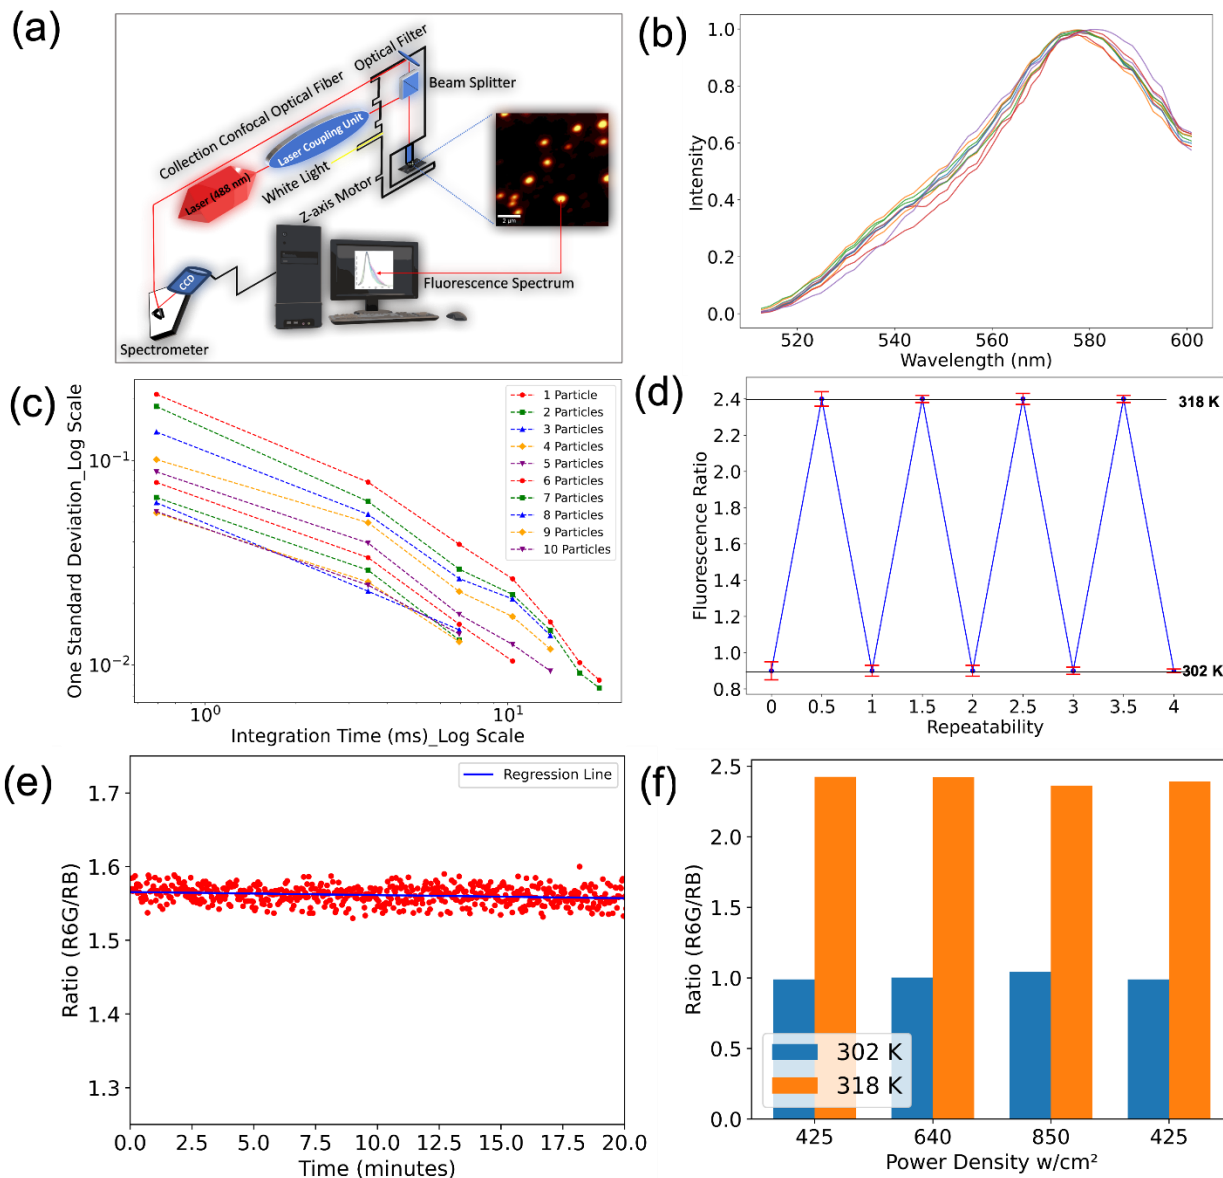 (a)
Optical Filter
Beam Splitter
Collection Confocal Optical Fiber
Laser Coupling Unit
Laser (488 nm)
White Light
Z-axis Motor
2 µm
CCD
Fluorescence Spectrum
Spectrometer
(b)
1.0
0.8
0.6
0.4
0.2
0.0
Intensity
520 540 560 580 600
Wavelength (nm)
(c)
One Standard Deviation_Log Scale
10⁻¹
10⁻²
1 Particle
2 Particles
3 Particles
4 Particles
5 Particles
6 Particles
7 Particles
8 Particles
9 Particles
10 Particles
10⁰ 10¹
Integration Time (ms)_Log Scale
(d)
Fluorescence Ratio
2.4
2.2
2.0
1.8
1.6
1.4
1.2
1.0
0.8
318 K
302 K
0 0.5 1 1.5 2 2.5 3 3.5 4
Repeatability
(e)
Ratio (R6G/RB)
1.7
1.6
1.5
1.4
1.3
Regression Line
0.0 2.5 5.0 7.5 10.0 12.5 15.0 17.5 20.0
Time (minutes)
(f)
Ratio (R6G/RB)
2.5
2.0
1.5
1.0
0.5
0.0
302 K
318 K
425 640 850 425
Power Density w/cm²